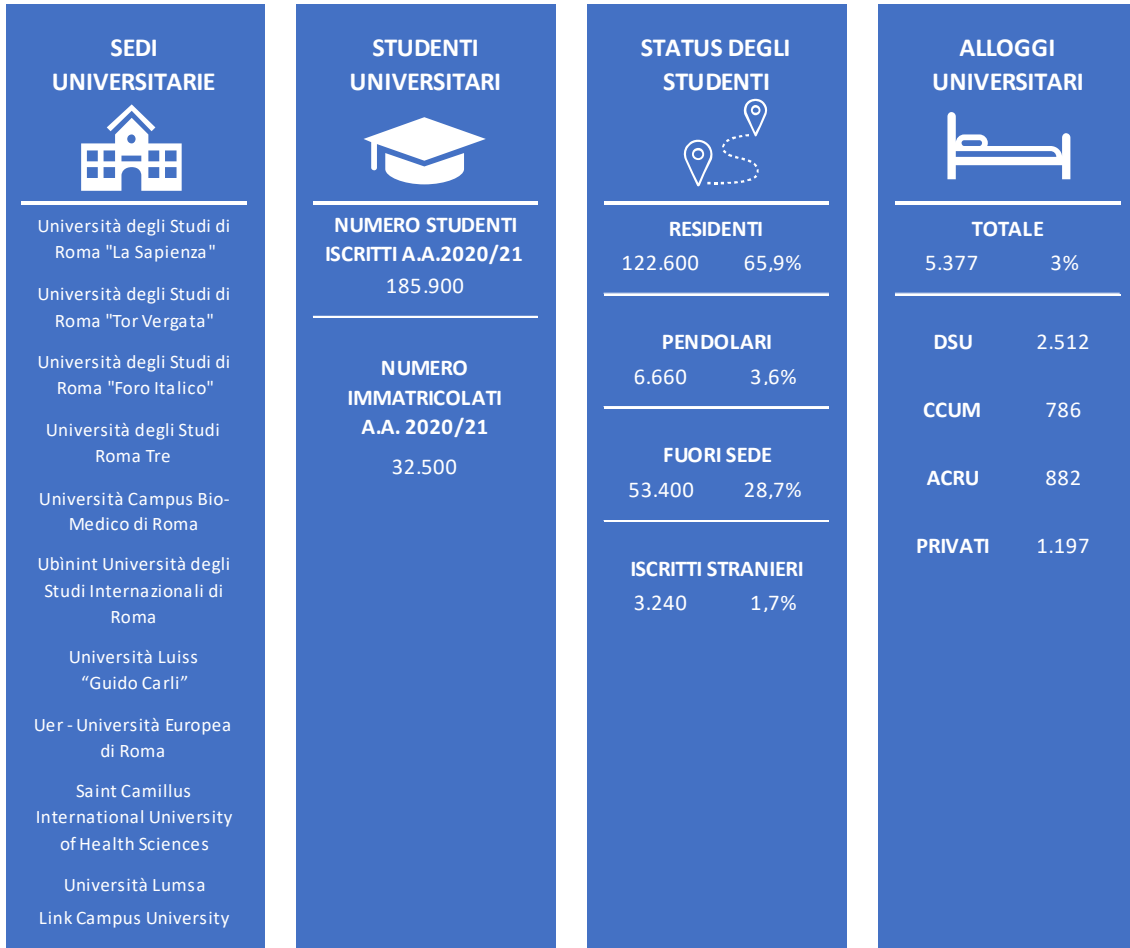 SEDI
UNIVERSITARIE
Università degli Studi di
Roma "La Sapienza"
Università degli Studi di
Roma "Tor Vergata"
Università degli Studi di
Roma "Foro Italico"
Università degli Studi
Roma Tre
Università Campus Bio-
Medico di Roma
Ubìnint Università degli
Studi Internazionali di
Roma
Università Luiss
“Guido Carli”
Uer - Università Europea
di Roma
Saint Camillus
International University
of Health Sciences
Università Lumsa
Link Campus University
STUDENTI
UNIVERSITARI
NUMERO STUDENTI
ISCRITTI A.A.2020/21
185.900
NUMERO
IMMATRICOLATI
A.A. 2020/21
32.500
STATUS DEGLI
STUDENTI
RESIDENTI
122.600 65,9%
PENDOLARI
6.660 3,6%
FUORI SEDE
53.400 28,7%
ISCRITTI STRANIERI
3.240 1,7%
ALLOGGI
UNIVERSITARI
TOTALE
5.377 3%
DSU 2.512
CCUM 786
ACRU 882
PRIVATI 1.197